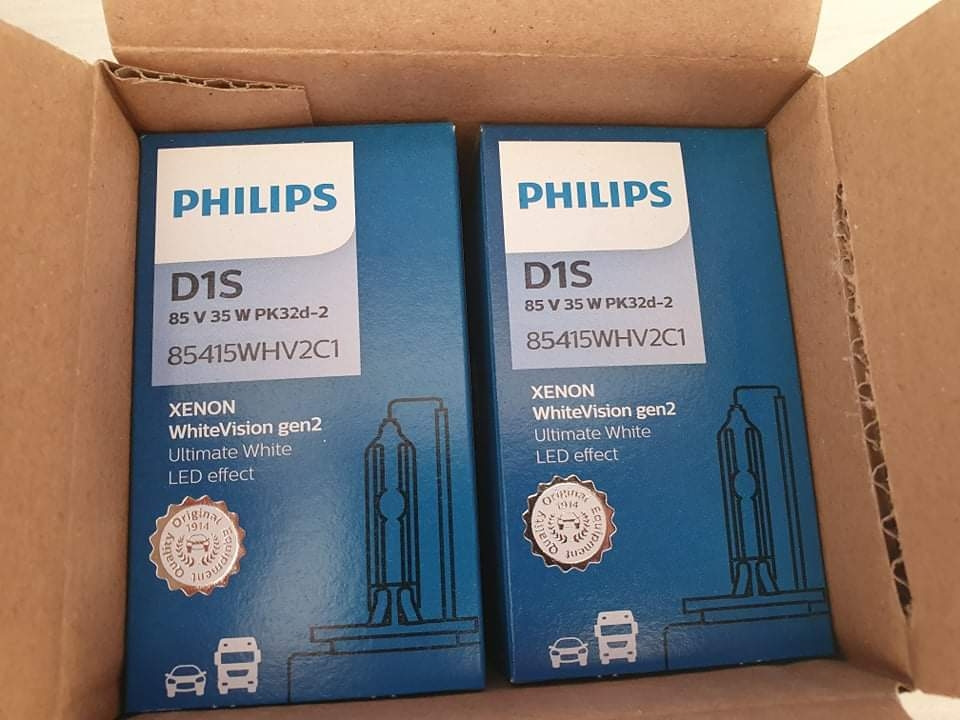 PHILIPS
D1S
85 V 35 W PK32d-2
85415WHV2C1
XENON
WhiteVision gen2
Ultimate White
LED effect
Quality Original Equipment
1914
PHILIPS
D1S
85 V 35 W PK32d-2
85415WHV2C1
XENON
WhiteVision gen2
Ultimate White
LED effect
Quality Original Equipment
1914